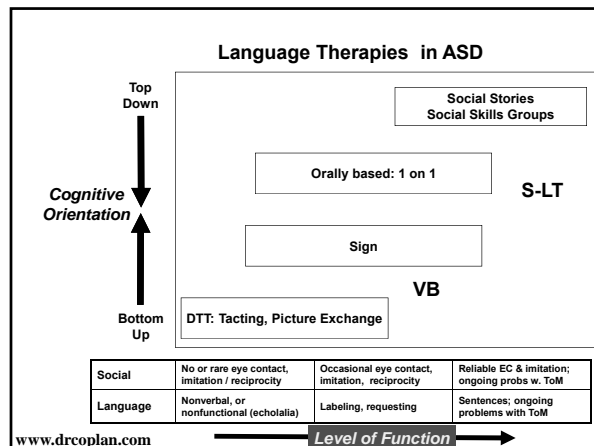 Language Therapies in ASD
Top
Down
Social Stories
Social Skills Groups
Orally based: 1 on 1
S-LT
Cognitive
Orientation
Sign
VB
Bottom
Up
DTT: Tacting, Picture Exchange
Social
No or rare eye contact,
imitation / reciprocity
Occasional eye contact,
imitation, reciprocity
Reliable EC & imitation;
ongoing probs w. ToM
Language
Nonverbal, or
nonfunctional (echolalia)
Labeling, requesting
Sentences; ongoing
problems with ToM
www.drcoplan.com
Level of Function